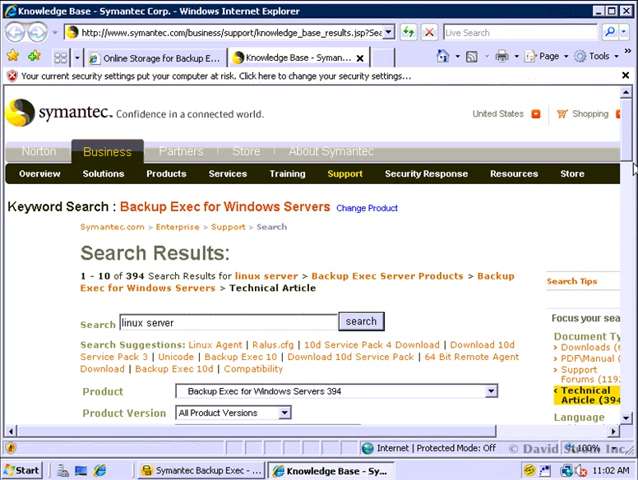 Knowledge Base - Symantec Corp. - Windows Internet Explorer
http://www.symantec.com/business/support/knowledge_base_results.jsp?Sea
Live Search
Online Storage for Backup E...
Knowledge Base - Syman...
Page
Tools
Your current security settings put your computer at risk. Click here to change your security settings...
symantec. Confidence in a connected world.
United States
Shopping
Norton Business Partners Store About Symantec
Overview Solutions Products Services Training Support Security Response Resources Store
Keyword Search : Backup Exec for Windows Servers Change Product
Symantec.com > Enterprise > Support > Search
Search Results:
1 - 10 of 394 Search Results for linux server > Backup Exec Server Products > Backup
Exec for Windows Servers > Technical Article
Search Tips
Search linux server search
Focus your sea
Search Suggestions: Linux Agent | Ralus.cfg | 10d Service Pack 4 Download | Download 10d
Service Pack 3 | Unicode | Backup Exec 10 | Download 10d Service Pack | 64 Bit Remote Agent
Download | Backup Exec 10d | Compatibility
Document Ty
> Downloads (
> PDF\Manual (
> Support
Forums (119
< Technical
Article (394
Language
Product Backup Exec for Windows Servers 394
Product Version All Product Versions
Internet | Protected Mode: Off
© David Stone Inc.
100%
Start
Symantec Backup Exec - ...
Knowledge Base - Sy...
11:02 AM